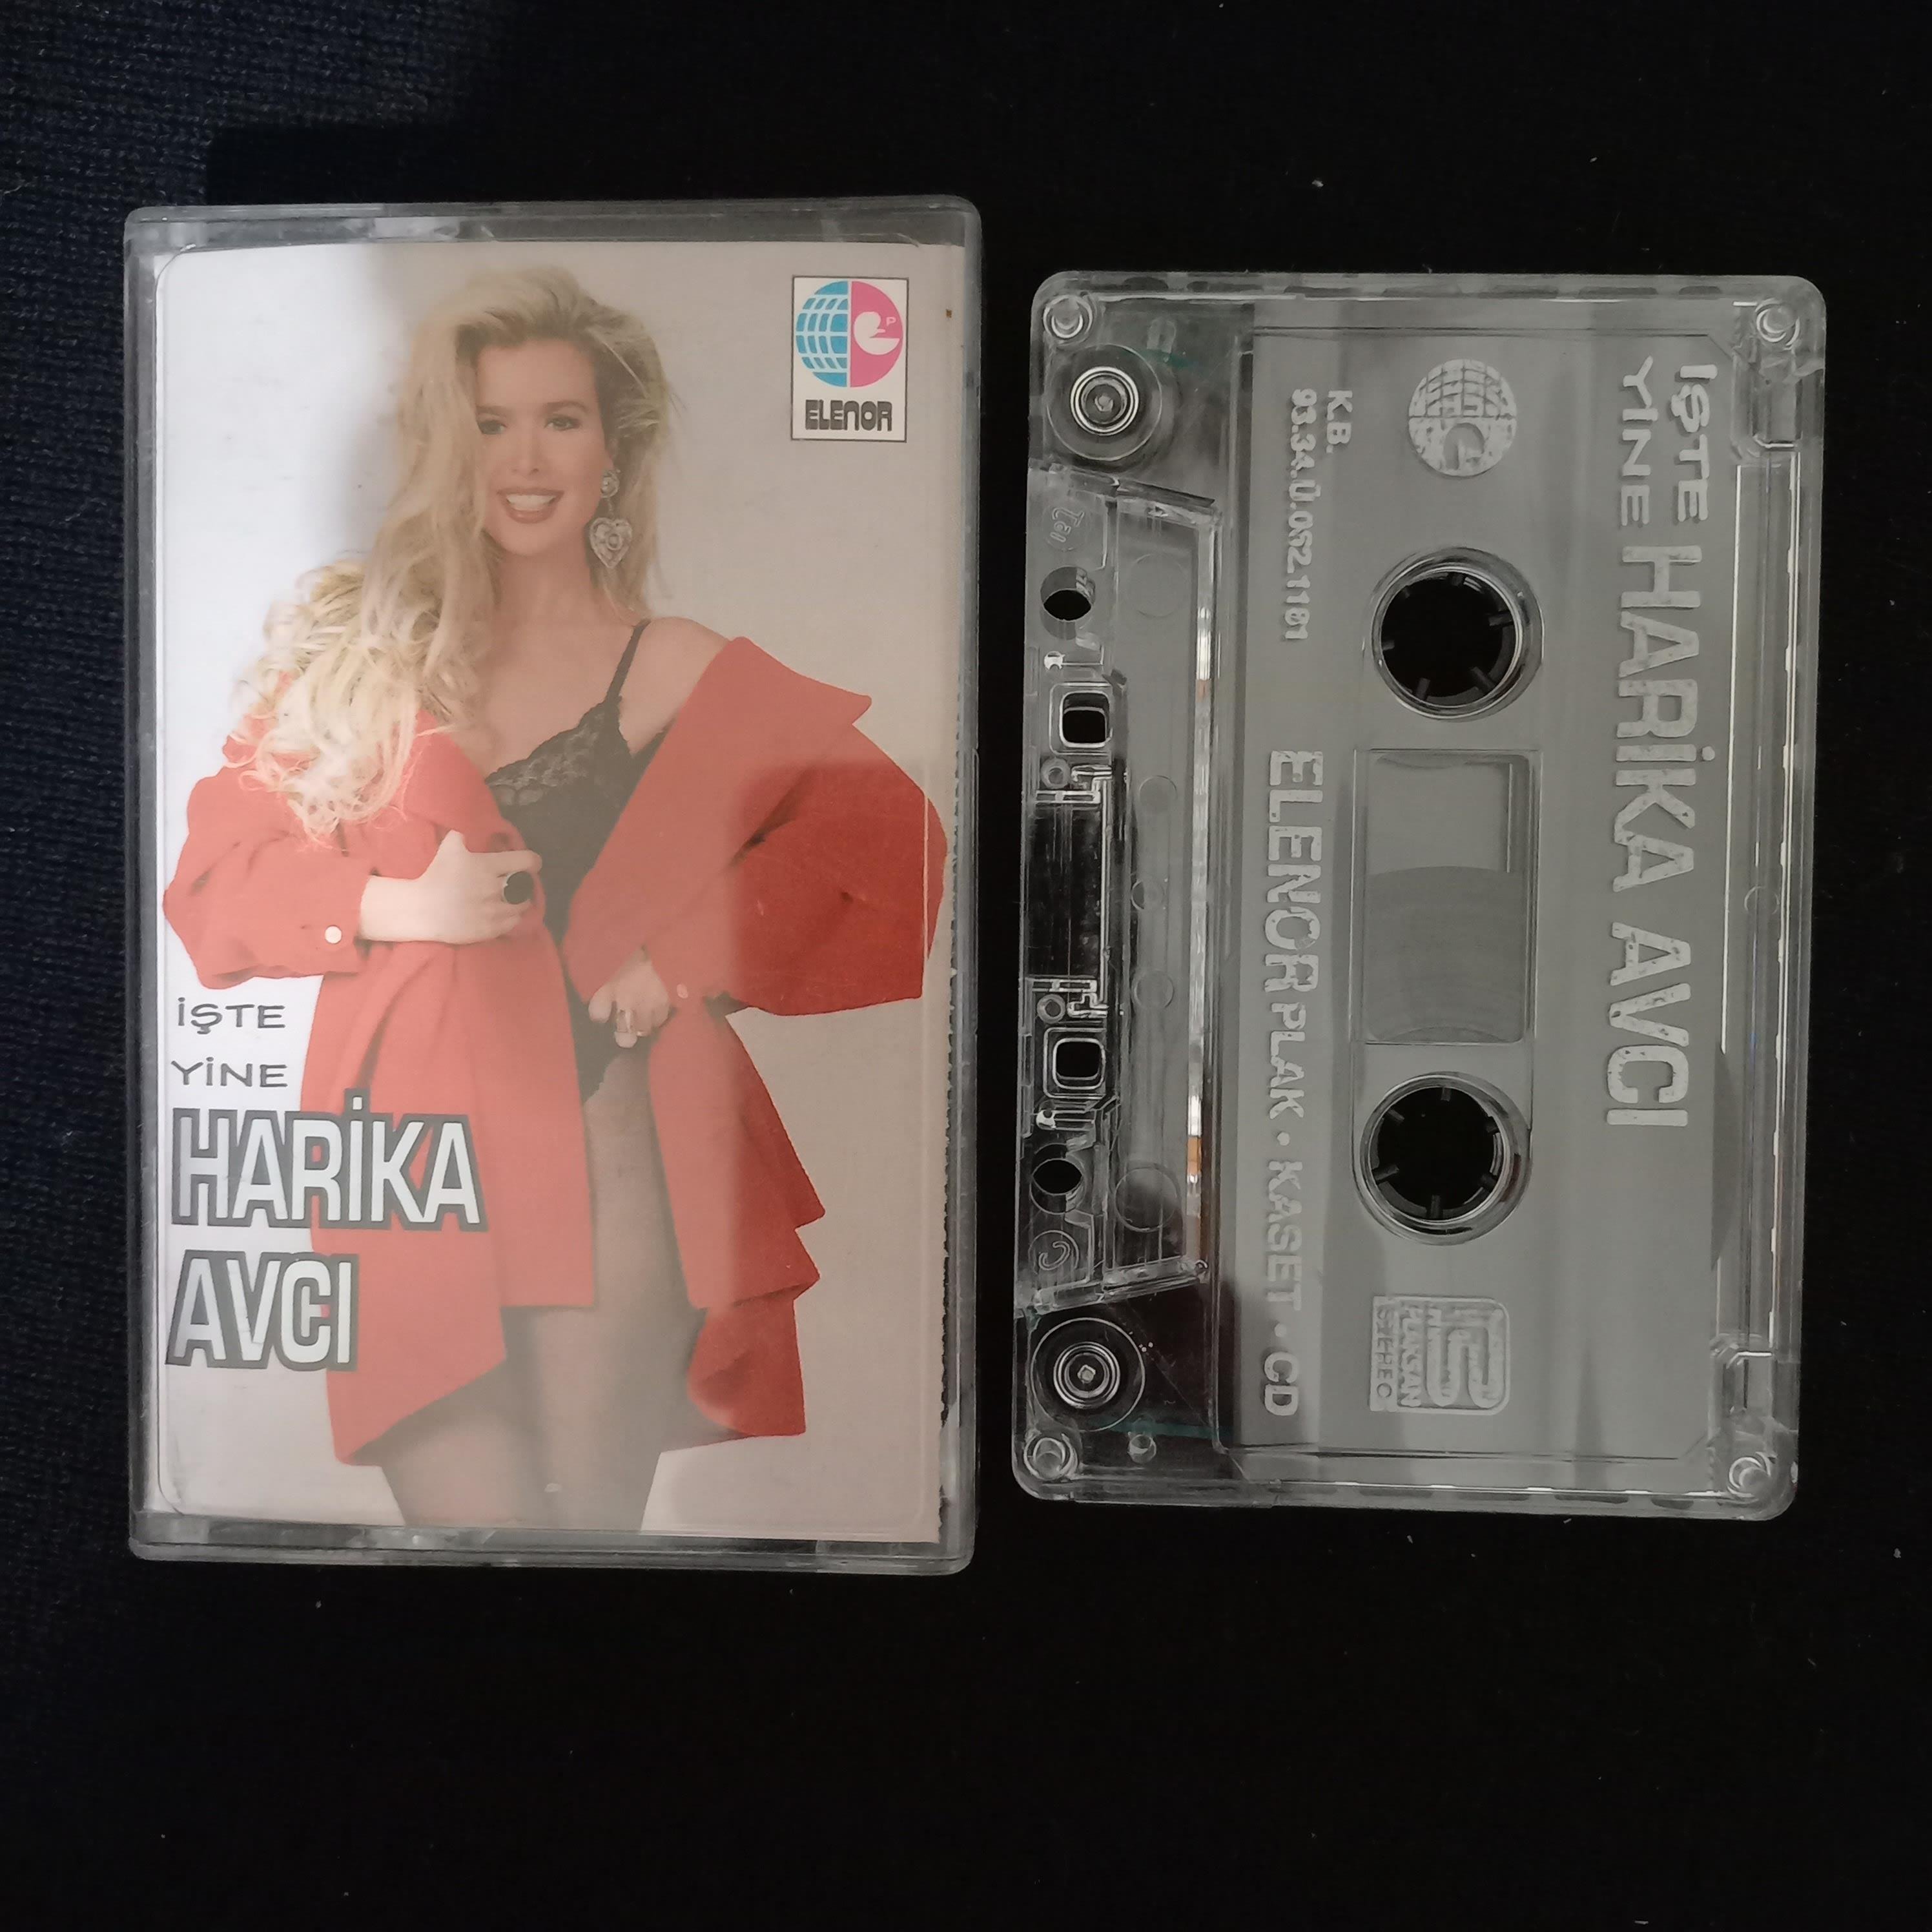 ELENOR
İŞTE
YİNE
HARİKA
AVCI
İŞTE
YİNE HARİKA AVCI
K.B.
93.34.Ü.052.1181
ELENOR PLAK · KASET · CD
PLAKSAN
STEREO